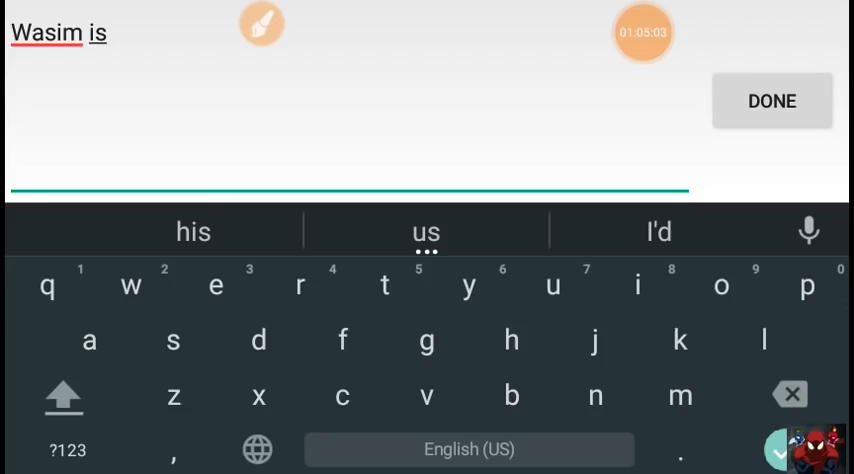 Wasim is
01:05:03
DONE
his us I'd
q 1 w 2 e 3 r 4 t 5 y 6 u 7 i 8 o 9 p 0
a s d f g h j k l
z x c v b n m
?123 , English (US) .